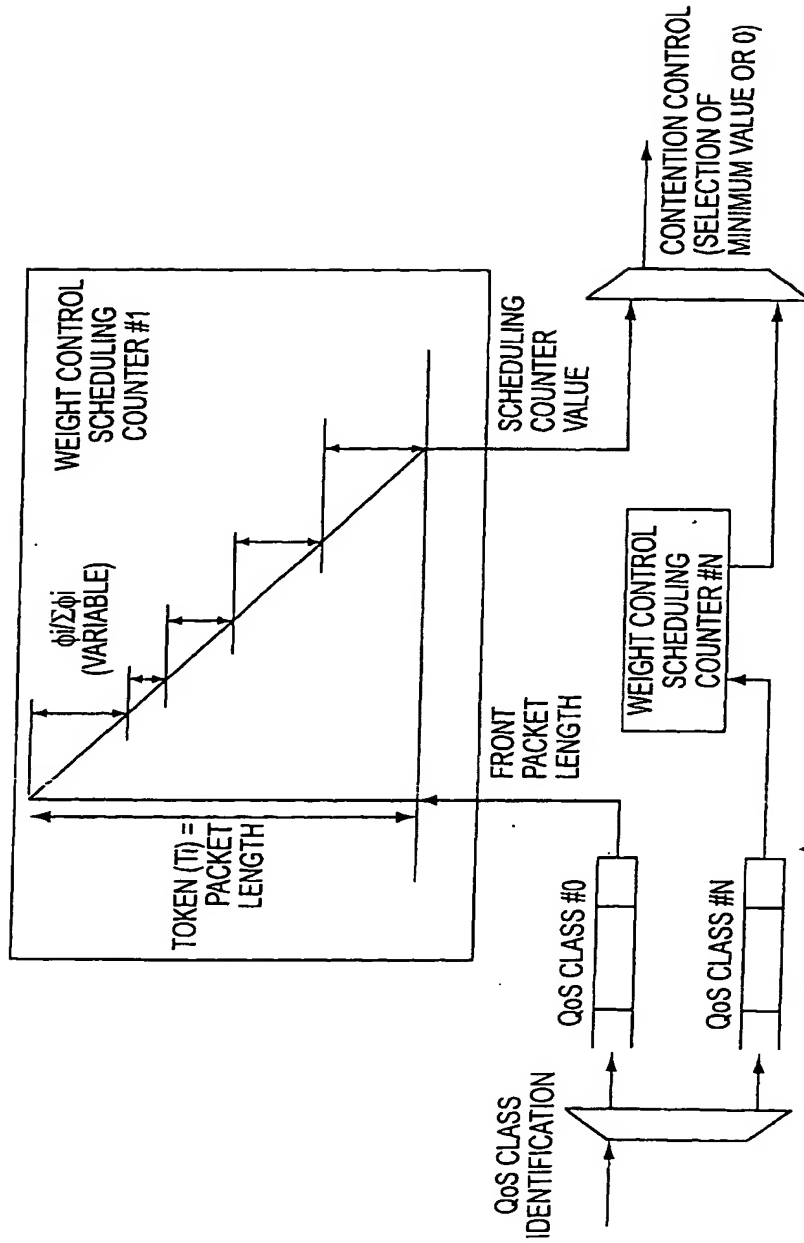 WEIGHT CONTROL
SCHEDULING
COUNTER #1
ϕi/Σϕi
(VARIABLE)
TOKEN (Ti) =
PACKET
LENGTH
FRONT
PACKET
LENGTH
SCHEDULING
COUNTER
VALUE
QoS CLASS
IDENTIFICATION
QoS CLASS #0
QoS CLASS #N
WEIGHT CONTROL
SCHEDULING
COUNTER #N
CONTENTION CONTROL
(SELECTION OF
MINIMUM VALUE OR 0)